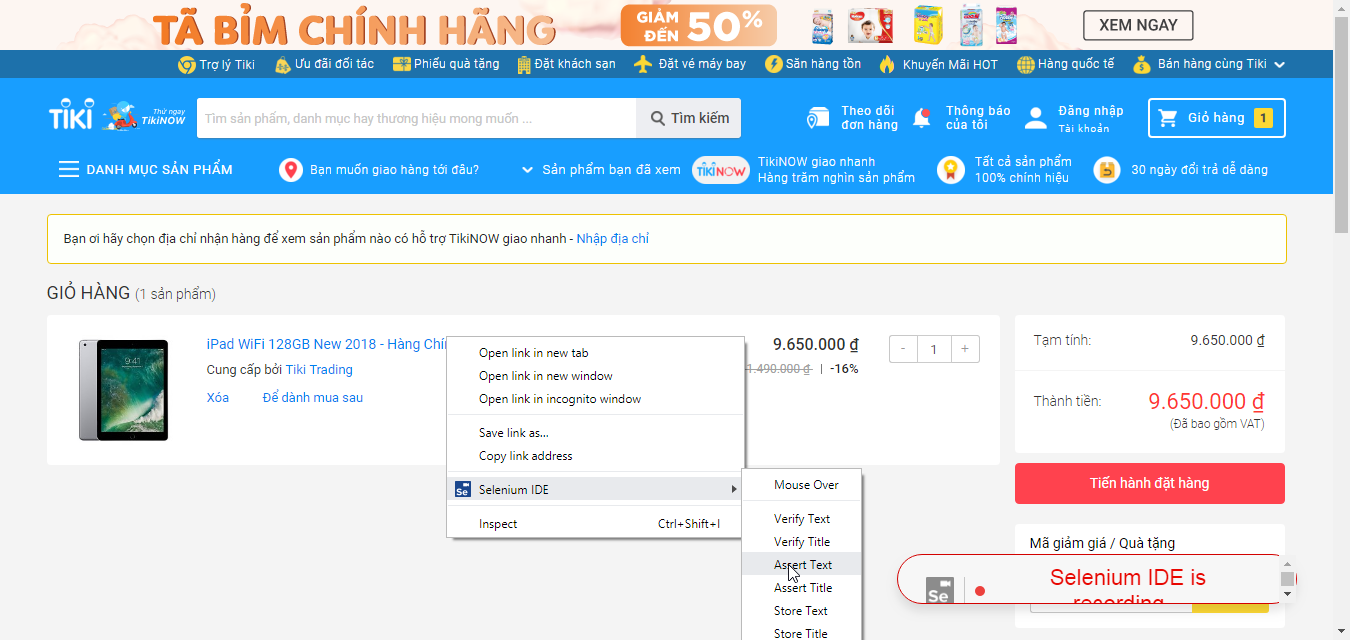 TÃ BỈM CHÍNH HÃNG
GIẢM ĐẾN 50%
XEM NGAY
Trợ lý Tiki
Ưu đãi đối tác
Phiếu quà tặng
Đặt khách sạn
Đặt vé máy bay
Săn hàng tồn
Khuyến Mãi HOT
Hàng quốc tế
Bán hàng cùng Tiki
TIKI
Thử ngay
TIKINOW
Tìm sản phẩm, danh mục hay thương hiệu mong muốn ...
Tìm kiếm
Theo dõi
đơn hàng
Thông báo
của tôi
Đăng nhập
Tài khoản
Giỏ hàng 1
DANH MỤC SẢN PHẨM
Bạn muốn giao hàng tới đâu?
Sản phẩm bạn đã xem
TIKINOW
TikiNOW giao nhanh
Hàng trăm nghìn sản phẩm
Tất cả sản phẩm
100% chính hiệu
30 ngày đổi trả dễ dàng
Bạn ơi hãy chọn địa chỉ nhận hàng để xem sản phẩm nào có hỗ trợ TikiNOW giao nhanh - Nhập địa chỉ
GIỎ HÀNG (1 sản phẩm)
iPad WiFi 128GB New 2018 - Hàng Chín
Cung cấp bởi Tiki Trading
Xóa
Để dành mua sau
9:41
9.650.000 ₫
1.490.000 ₫ | -16%
- 1 +
Open link in new tab
Open link in new window
Open link in incognito window
Save link as...
Copy link address
Se Selenium IDE
Inspect Ctrl+Shift+I
Mouse Over
Verify Text
Verify Title
Assert Text
Assert Title
Store Text
Store Title
Tạm tính: 9.650.000 ₫
Thành tiền: 9.650.000 ₫
(Đã bao gồm VAT)
Tiến hành đặt hàng
Mã giảm giá / Quà tặng
Se
Selenium IDE is
recording